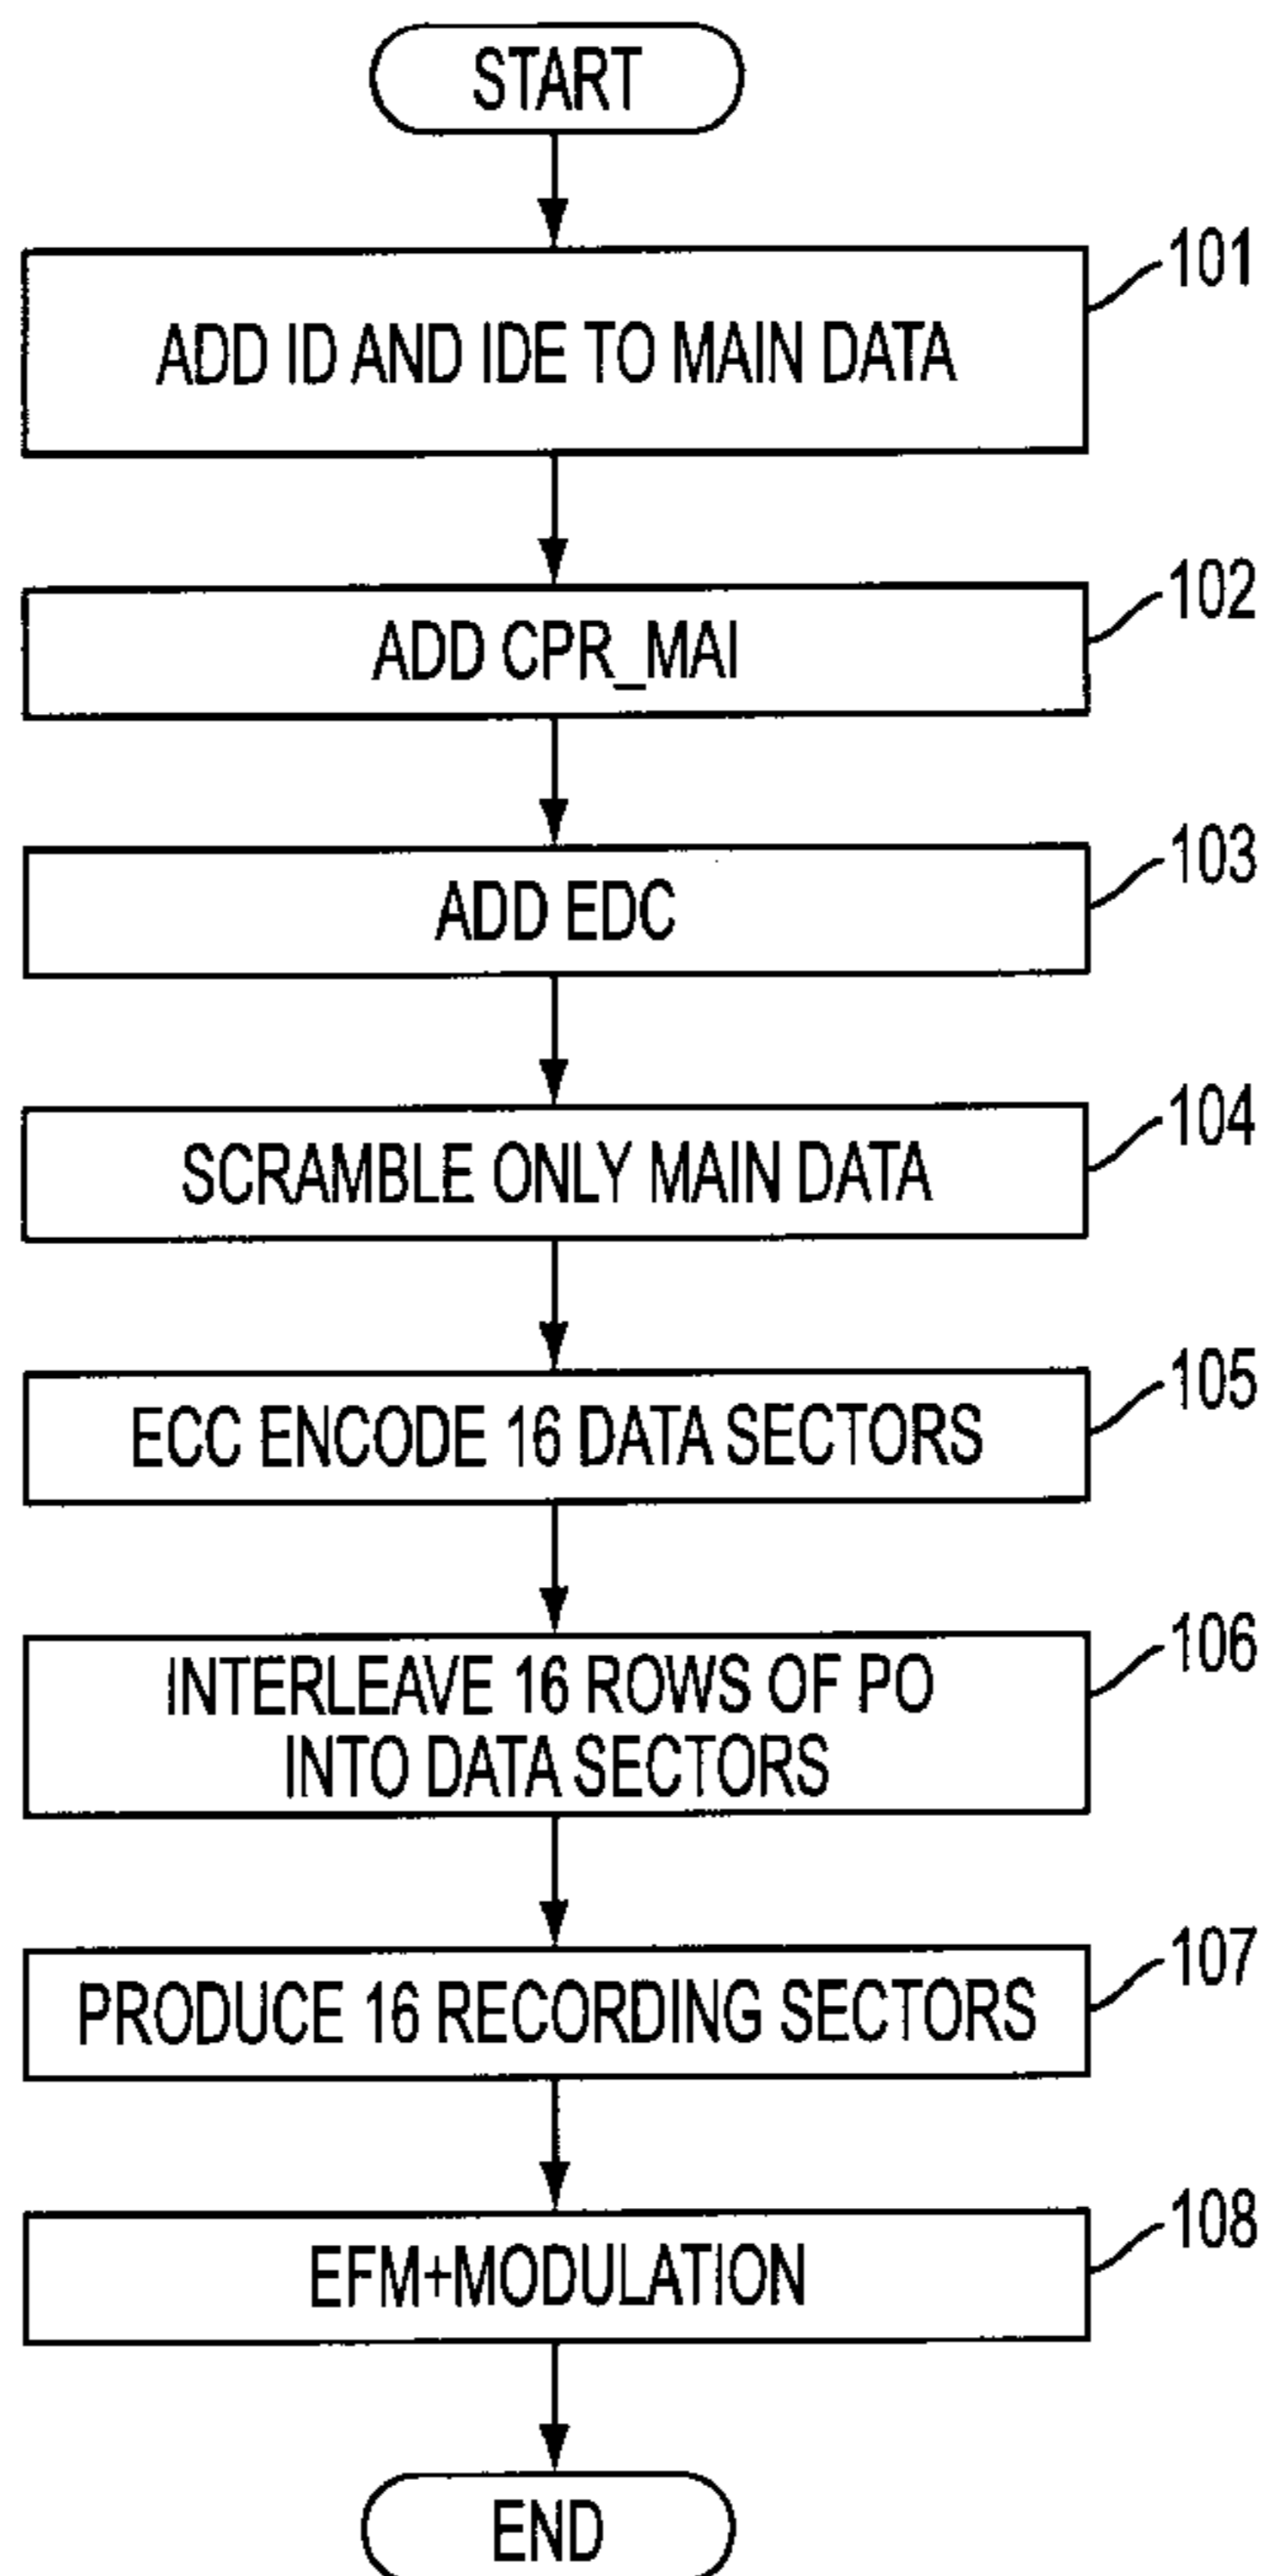 START
101
ADD ID AND IDE TO MAIN DATA
102
ADD CPR_MAI
103
ADD EDC
104
SCRAMBLE ONLY MAIN DATA
105
ECC ENCODE 16 DATA SECTORS
106
INTERLEAVE 16 ROWS OF PO
INTO DATA SECTORS
107
PRODUCE 16 RECORDING SECTORS
108
EFM+MODULATION
END